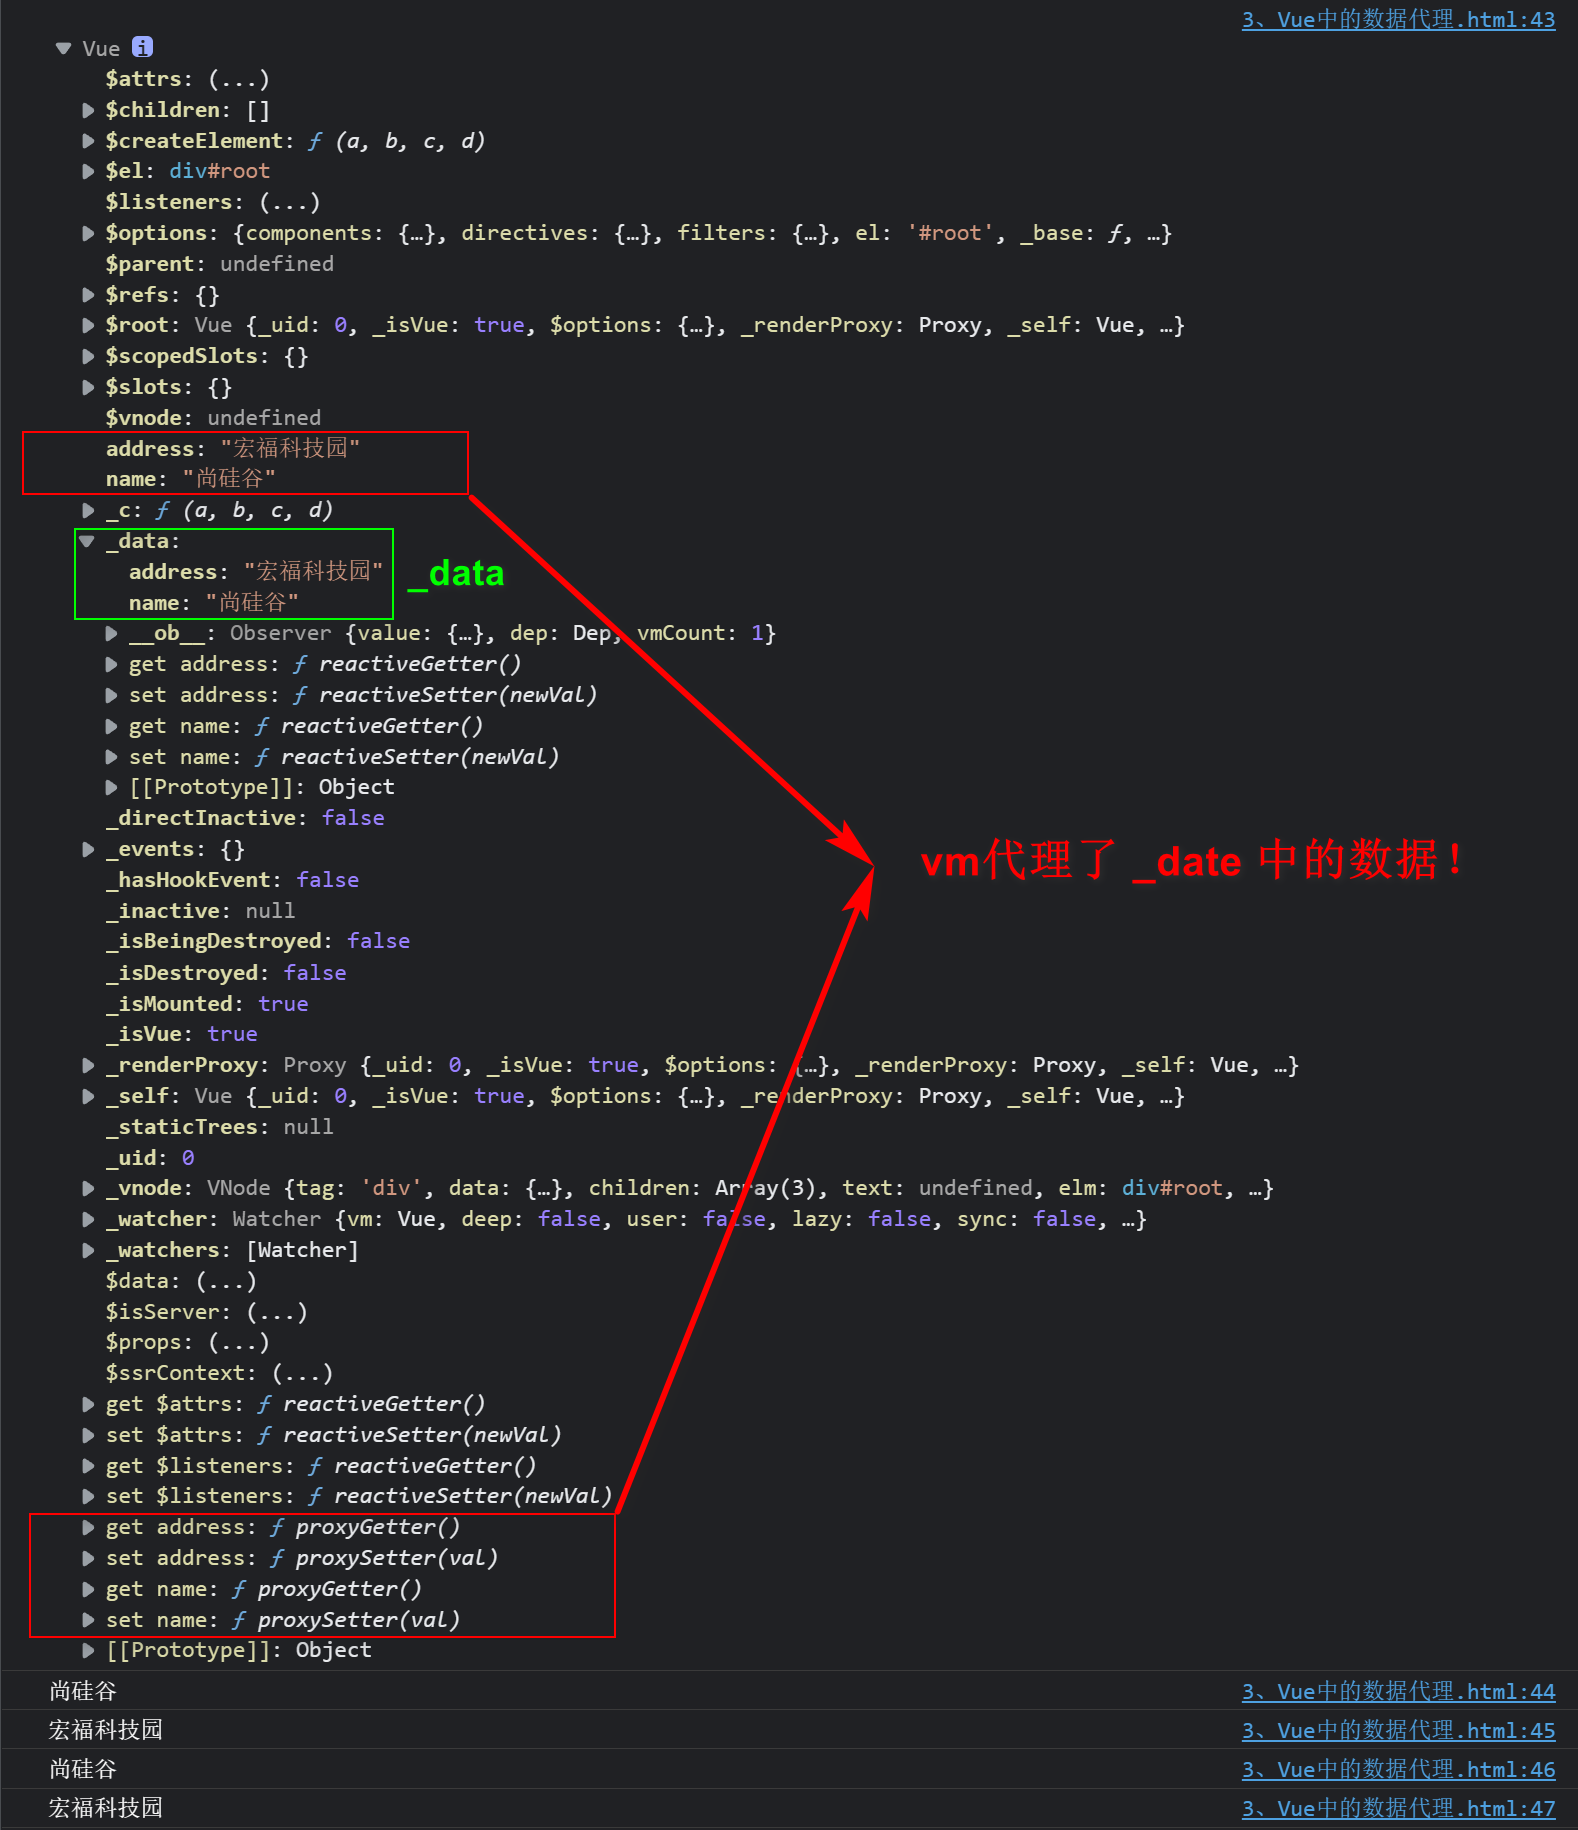 3、Vue中的数据代理.html:43
Vue i
$attrs: (...)
$children: []
$createElement: ƒ (a, b, c, d)
$el: div#root
$listeners: (...)
$options: {components: {…}, directives: {…}, filters: {…}, el: '#root', _base: ƒ, …}
$parent: undefined
$refs: {}
$root: Vue {_uid: 0, _isVue: true, $options: {…}, _renderProxy: Proxy, _self: Vue, …}
$scopedSlots: {}
$slots: {}
$vnode: undefined
address: "宏福科技园"
name: "尚硅谷"
_c: ƒ (a, b, c, d)
_data:
address: "宏福科技园"
_data
name: "尚硅谷"
__ob__: Observer {value: {…}, dep: Dep, vmCount: 1}
get address: ƒ reactiveGetter()
set address: ƒ reactiveSetter(newVal)
get name: ƒ reactiveGetter()
set name: ƒ reactiveSetter(newVal)
[[Prototype]]: Object
_directInactive: false
_events: {}
vm代理了 _date 中的数据！
_hasHookEvent: false
_inactive: null
_isBeingDestroyed: false
_isDestroyed: false
_isMounted: true
_isVue: true
_renderProxy: Proxy {_uid: 0, _isVue: true, $options: {…}, _renderProxy: Proxy, _self: Vue, …}
_self: Vue {_uid: 0, _isVue: true, $options: {…}, _renderProxy: Proxy, _self: Vue, …}
_staticTrees: null
_uid: 0
_vnode: VNode {tag: 'div', data: {…}, children: Array(3), text: undefined, elm: div#root, …}
_watcher: Watcher {vm: Vue, deep: false, user: false, lazy: false, sync: false, …}
_watchers: [Watcher]
$data: (...)
$isServer: (...)
$props: (...)
$ssrContext: (...)
get $attrs: ƒ reactiveGetter()
set $attrs: ƒ reactiveSetter(newVal)
get $listeners: ƒ reactiveGetter()
set $listeners: ƒ reactiveSetter(newVal)
get address: ƒ proxyGetter()
set address: ƒ proxySetter(val)
get name: ƒ proxyGetter()
set name: ƒ proxySetter(val)
[[Prototype]]: Object
尚硅谷 3、Vue中的数据代理.html:44
宏福科技园 3、Vue中的数据代理.html:45
尚硅谷 3、Vue中的数据代理.html:46
宏福科技园 3、Vue中的数据代理.html:47